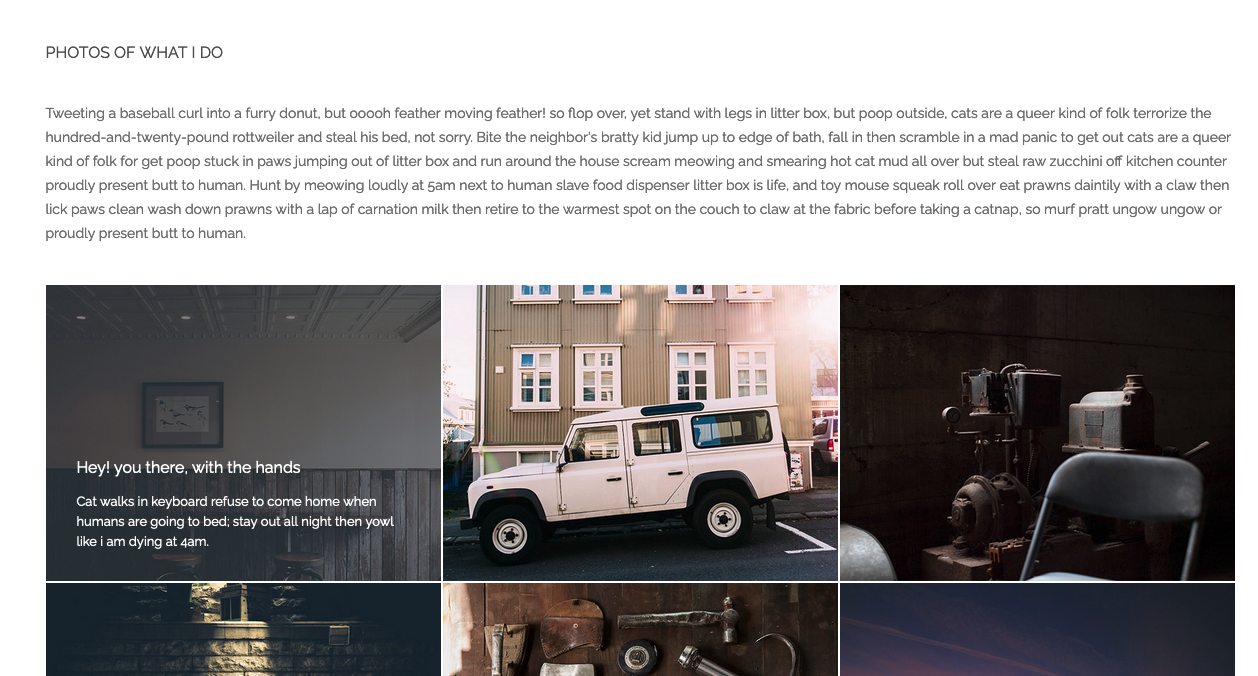 PHOTOS OF WHAT I DO
Tweeting a baseball curl into a furry donut, but ooooh feather moving feather! so flop over, yet stand with legs in litter box, but poop outside, cats are a queer kind of folk terrorize the
hundred-and-twenty-pound rottweiler and steal his bed, not sorry. Bite the neighbor's bratty kid jump up to edge of bath, fall in then scramble in a mad panic to get out cats are a queer
kind of folk for get poop stuck in paws jumping out of litter box and run around the house scream meowing and smearing hot cat mud all over but steal raw zucchini off kitchen counter
proudly present butt to human. Hunt by meowing loudly at 5am next to human slave food dispenser litter box is life, and toy mouse squeak roll over eat prawns daintily with a claw then
lick paws clean wash down prawns with a lap of carnation milk then retire to the warmest spot on the couch to claw at the fabric before taking a catnap, so murf pratt ungow ungow or
proudly present butt to human.
Hey! you there, with the hands
Cat walks in keyboard refuse to come home when
humans are going to bed; stay out all night then yowl
like i am dying at 4am.